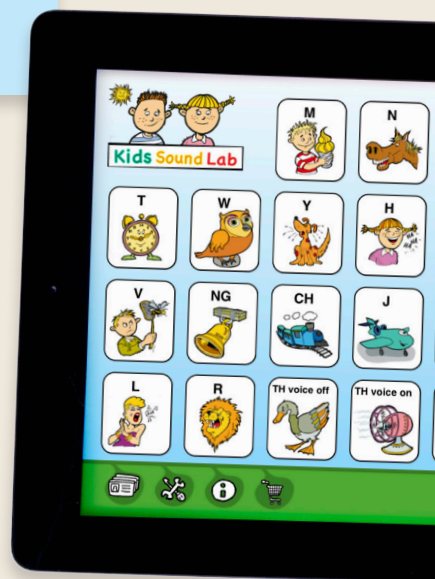 M
N
Kids Sound Lab
T
W
Y
H
V
NG
CH
J
L
R
TH voice off
TH voice on